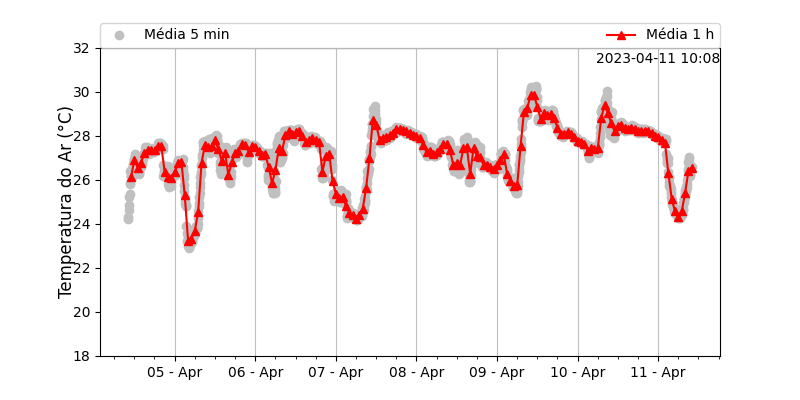 Média 5 min
Média 1 h
2023-04-11 10:08
Temperatura do Ar (°C)
32
30
28
26
24
22
20
18
05 - Apr
06 - Apr
07 - Apr
08 - Apr
09 - Apr
10 - Apr
11 - Apr